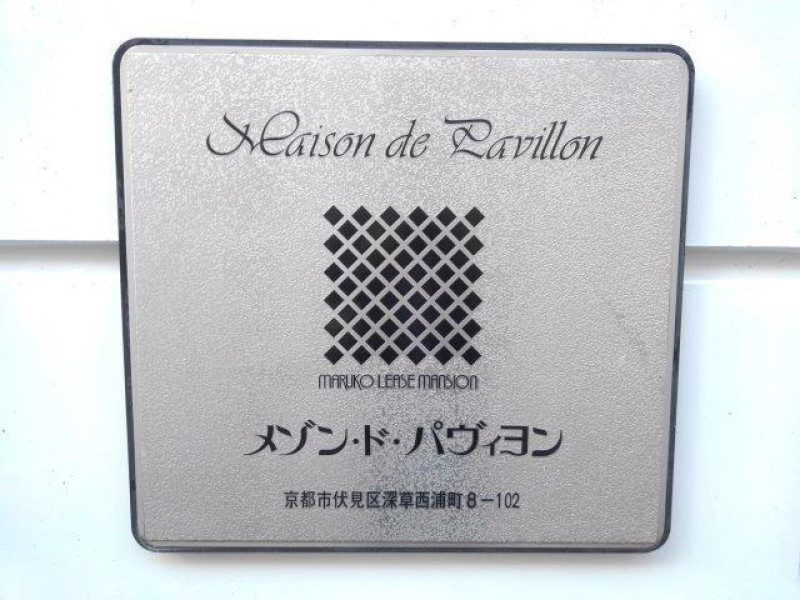 Maison de Pavillon
MARUKO LEASE MANSION
メゾン・ド・パヴィヨン
京都市伏見区深草西浦町8-102